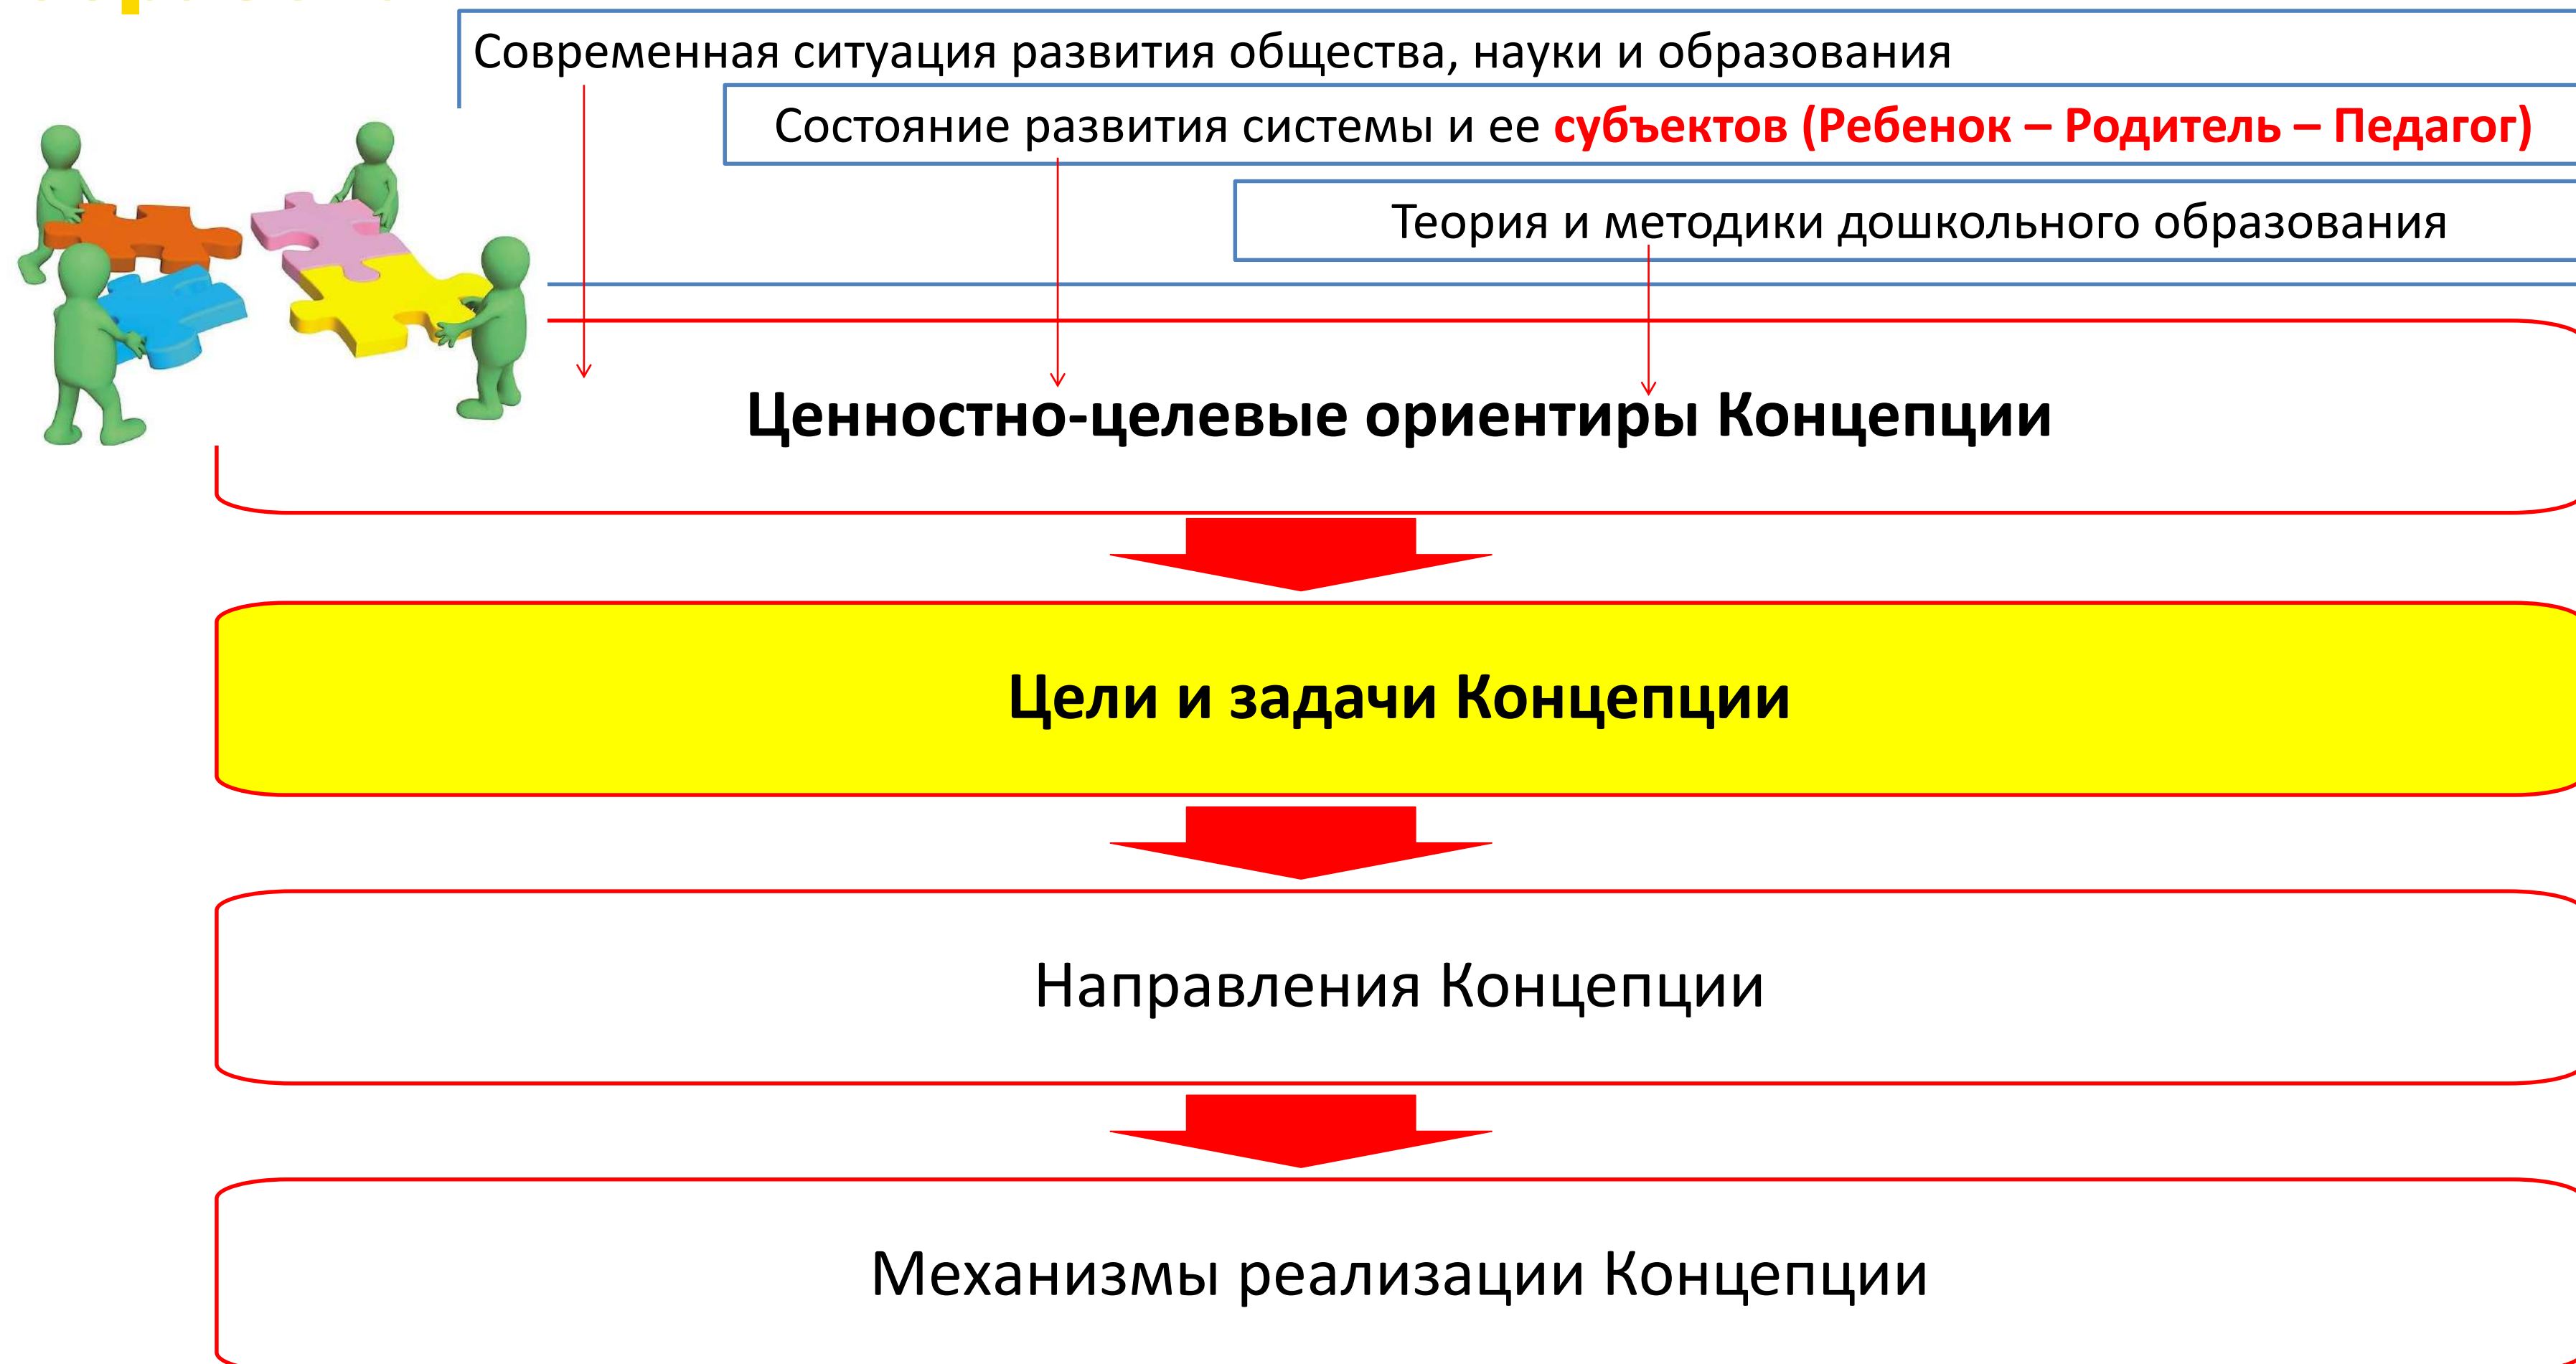 Современная ситуация развития общества, науки и образования
Состояние развития системы и ее субъектов (Ребенок – Родитель – Педагог)
Теория и методики дошкольного образования
Ценностно-целевые ориентиры Концепции
Цели и задачи Концепции
Направления Концепции
Механизмы реализации Концепции